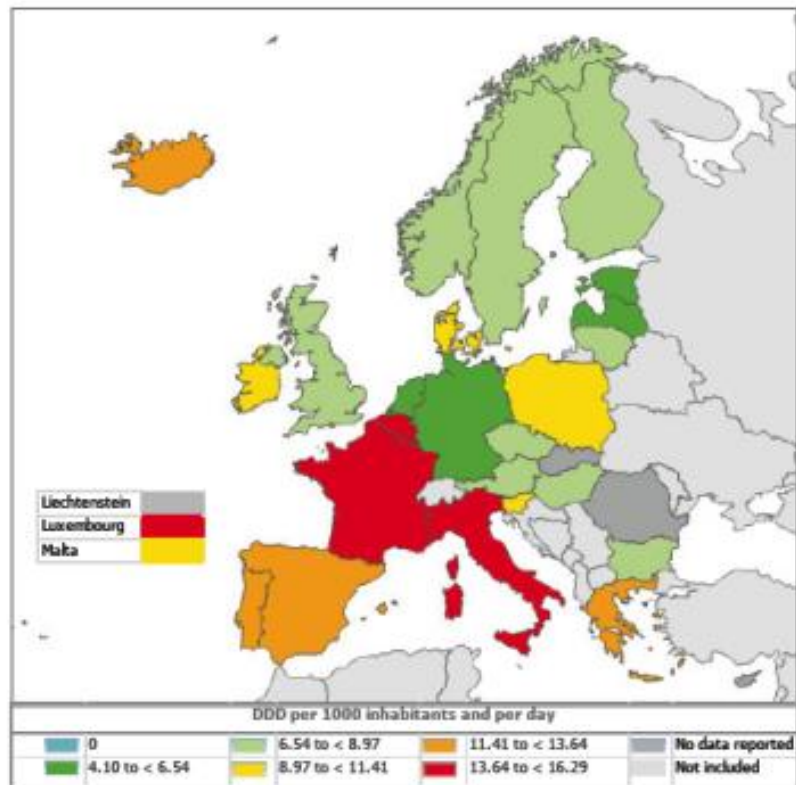 Liechtenstein
Luxembourg
Malta
DDD per 1000 inhabitants and per day
0 6.54 to < 8.97 11.41 to < 13.64 No data reported
4.10 to < 6.54 8.97 to < 11.41 13.64 to < 16.29 Not included